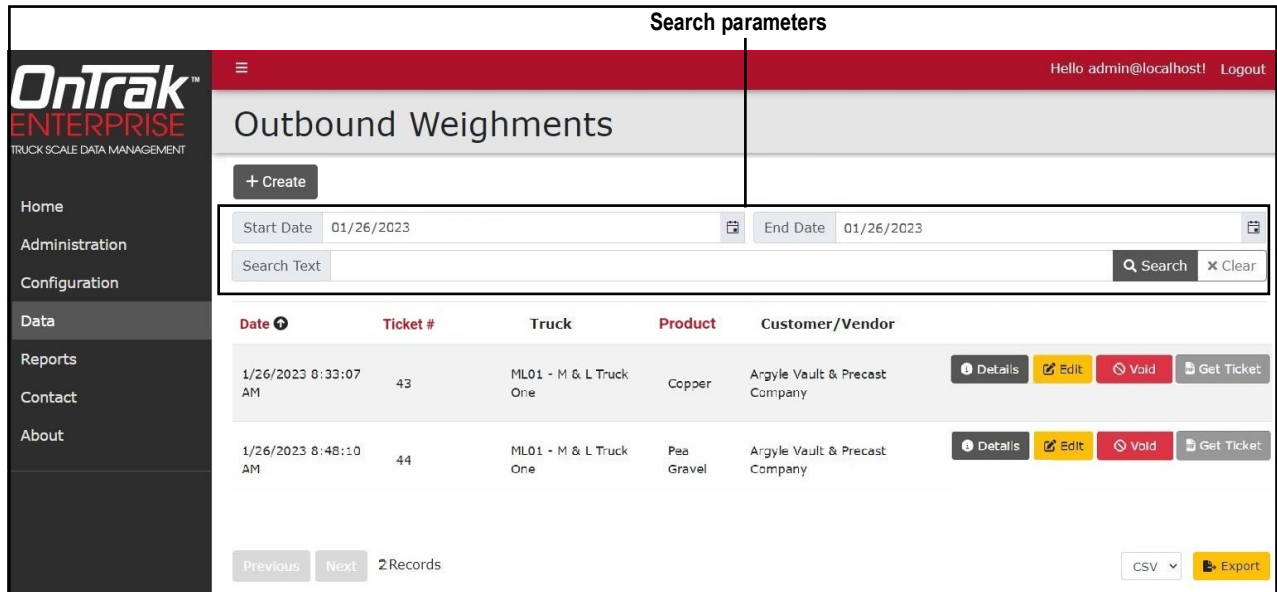 Search parameters
OnTrak™
ENTERPRISE
TRUCK SCALE DATA MANAGEMENT
Hello admin@localhost! Logout
Outbound Weighments
+ Create
Start Date 01/26/2023 End Date 01/26/2023
Search Text Search Clear
Home
Administration
Configuration
Data
Reports
Contact
About
Date Ticket # Truck Product Customer/Vendor
1/26/2023 8:33:07 AM 43 ML01 - M & L Truck One Copper Argyle Vault & Precast Company Details Edit Void Get Ticket
1/26/2023 8:48:10 AM 44 ML01 - M & L Truck One Pea Gravel Argyle Vault & Precast Company Details Edit Void Get Ticket
Previous Next 2 Records CSV Export